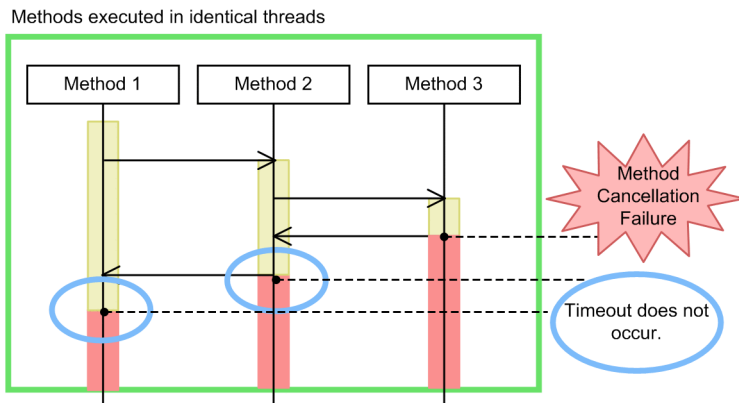 Methods executed in identical threads
Method 1
Method 2
Method 3
Method
Cancellation
Failure
Timeout does not
occur.